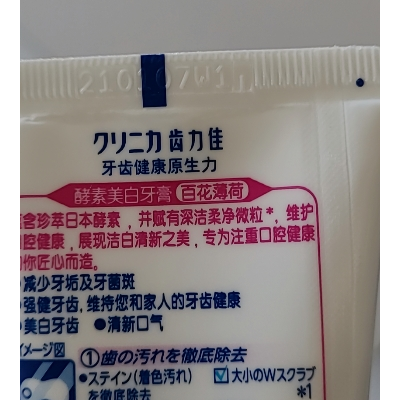 210107W1
クリニカ 齿力佳
牙齿健康原生力
酵素美白牙膏 百花薄荷
含珍萃日本酵素，并赋有深洁柔净微粒*，维护
腔健康，展现洁白清新之美，专为注重口腔健康
你匠心而造。
减少牙垢及牙菌斑
强健牙齿,维持您和家人的牙齿健康
美白牙齿 ●清新口气
イメージ図
①歯の汚れを徹底除去
●ステイン(着色汚れ) ☑大小のWスクラブ
を徹底除去 *1